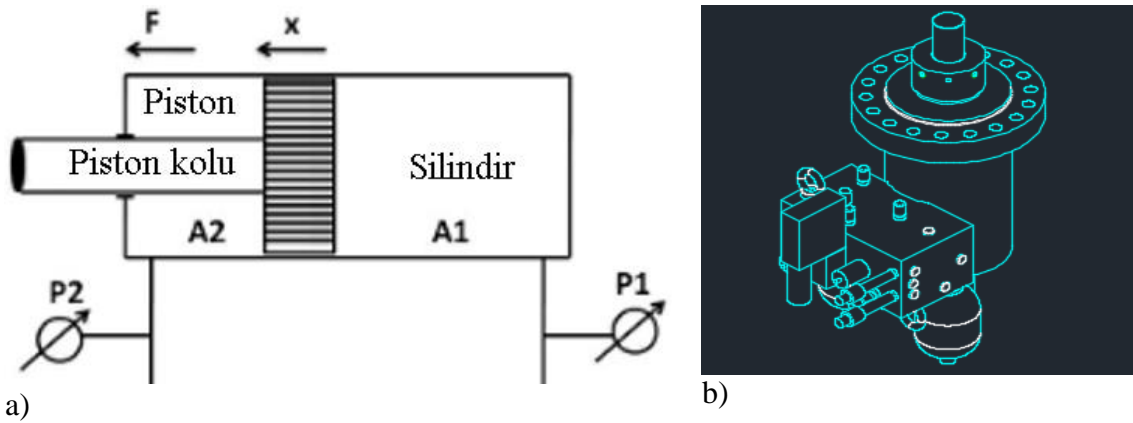 F
x
Piston
Piston kolu
Silindir
A2
A1
P2
P1
a)
b)